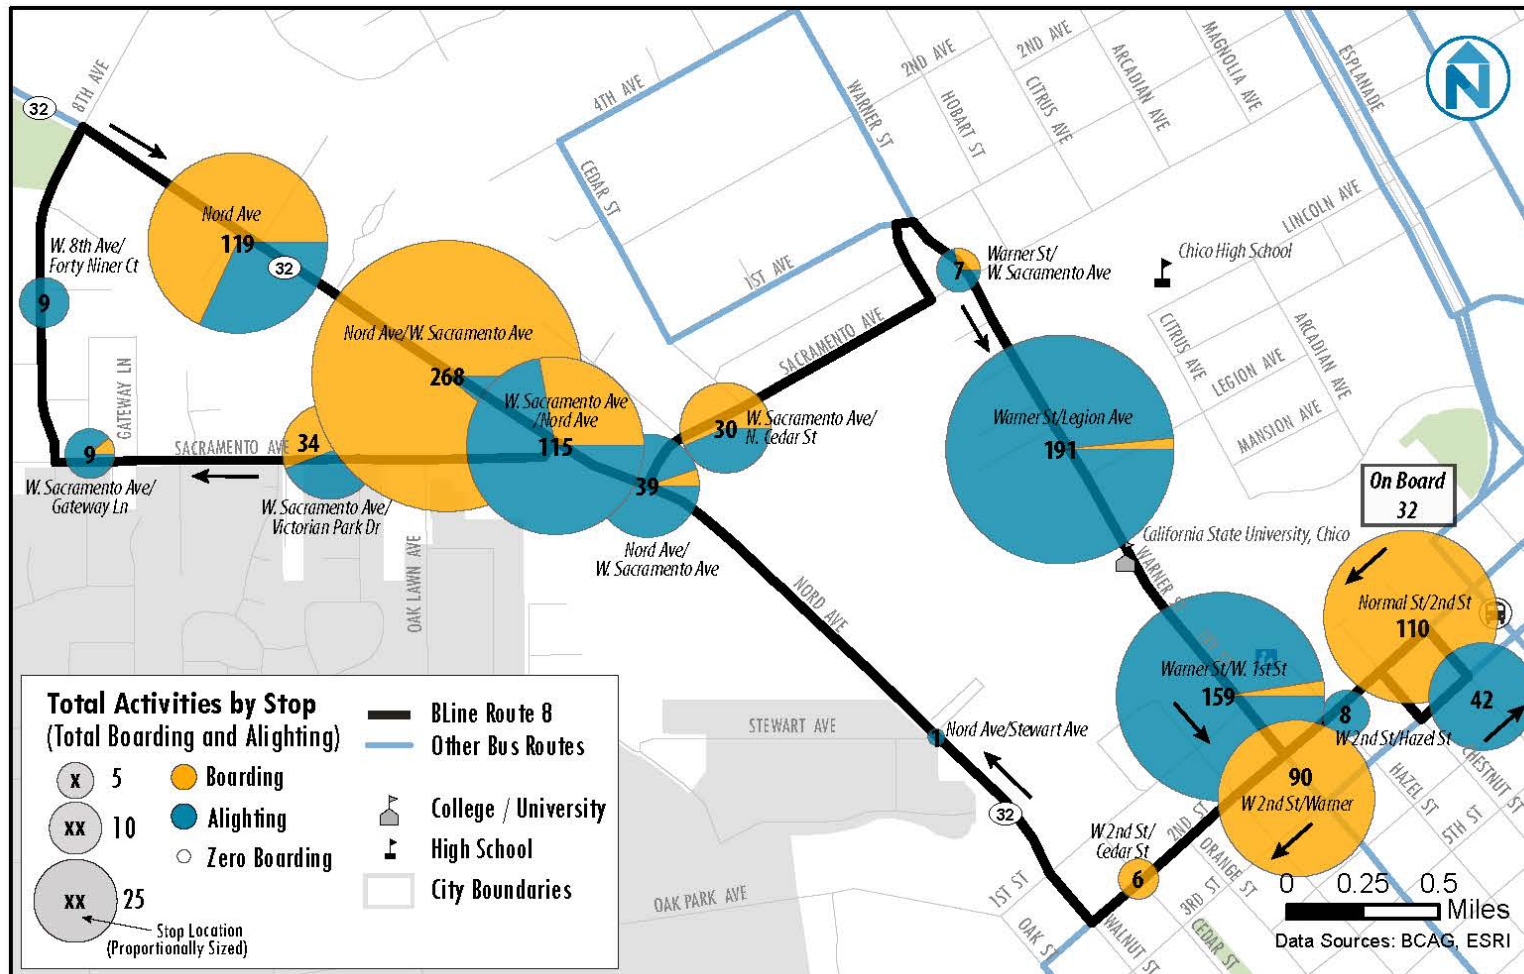 32
8TH AVE
4TH AVE
CEDAR ST
WARNER ST
2ND AVE
2ND AVE
HOBART ST
CITRUS AVE
ARCADIAN AVE
MAGNOLIA AVE
ESPLANADE
N
Nord Ave
119
32
W. 8th Ave/
Forty Niner Ct
9
1ST AVE
7
Warner St/
W. Sacramento Ave
Chico High School
LINCOLN AVE
Nord Ave/W. Sacramento Ave
268
SACRAMENTO AVE
CITRUS AVE
ARCADIAN AVE
LEGION AVE
MANSION AVE
GATEWAY LN
W. Sacramento Ave
/Nord Ave
115
30
W. Sacramento Ave/
N. Cedar St
Warner St/Legion Ave
191
9
W. Sacramento Ave/
Gateway Ln
SACRAMENTO AVE
34
W. Sacramento Ave/
Victorian Park Dr
39
Nord Ave/
W. Sacramento Ave
On Board
32
California State University, Chico
WARNER ST
OAK LAWN AVE
NORD AVE
Normal St/2nd St
110
Warner St/W. 1st St
159
8
W 2nd St/Hazel St
42
STEWART AVE
1
Nord Ave/Stewart Ave
90
W 2nd St/Warner
CHESTNUT ST
HAZEL ST
5TH ST
32
W 2nd St/
Cedar St
6
2ND ST
ORANGE ST
3RD ST
1ST ST
OAK ST
WALNUT ST
CEDAR ST
OAK PARK AVE
Total Activities by Stop
(Total Boarding and Alighting)
x 5
xx 10
xx 25
Stop Location
(Proportionally Sized)
Boarding
Alighting
Zero Boarding
BLine Route 8
Other Bus Routes
College / University
High School
City Boundaries
0 0.25 0.5
Miles
Data Sources: BCAG, ESRI